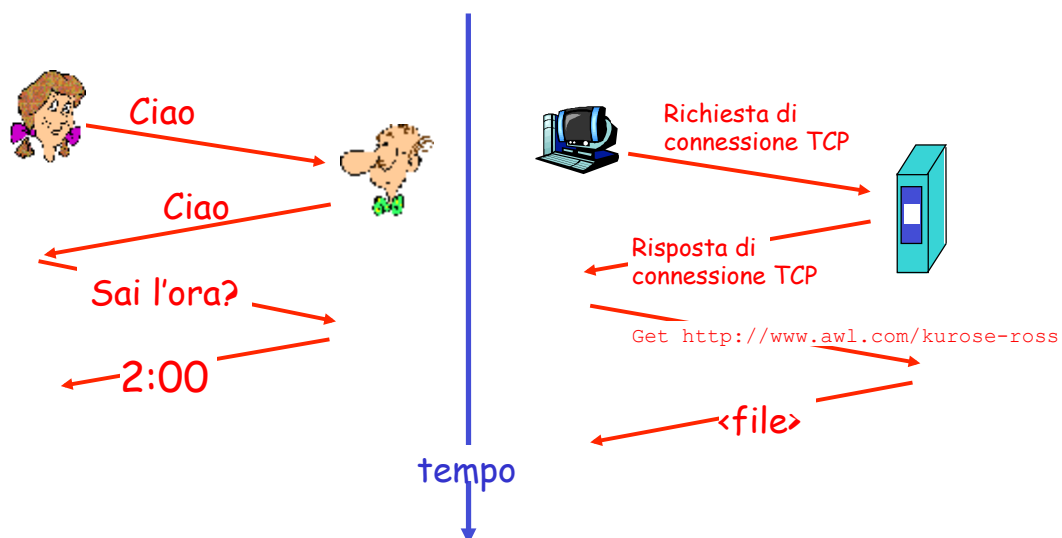 Ciao
Ciao
Sai l'ora?
2:00
Richiesta di
connessione TCP
Risposta di
connessione TCP
Get http://www.awl.com/kurose-ross
<file>
tempo